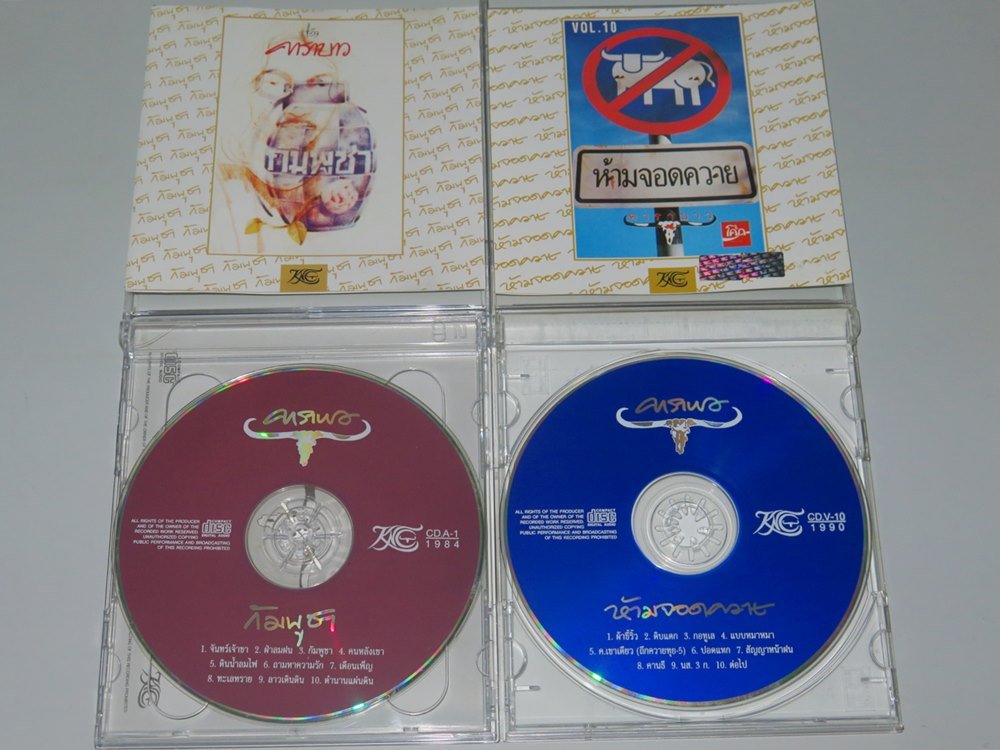 คาราบาว
กัมพูชา
VOL.10
ห้ามจอดควาย
คาราบาว
โค้ก
คาราบาว
ALL RIGHTS OF THE PRODUCER
AND OF THE OWNER OF THE
RECORDED WORK RESERVED.
UNAUTHORIZED COPYING
PUBLIC PERFORMANCE AND BROADCASTING
OF THIS RECORDING PROHIBITED
COMPACT
disc
DIGITAL AUDIO
CD.A-1
1984
กัมพูชา
1. จันทร์เจ้าขา 2. ฝ่าลมฝน 3. กัมพูชา 4. คนหลังเขา
5. ดินน้ำลมไฟ 6. ถามหาความรัก 7. เดือนเพ็ญ
8. ทะเลทราย 9. ลาวเดินดิน 10. ตำนานแผ่นดิน
คาราบาว
ALL RIGHTS OF THE PRODUCER
AND OF THE OWNER OF THE
RECORDED WORK RESERVED.
UNAUTHORIZED COPYING
PUBLIC PERFORMANCE AND BROADCASTING
OF THIS RECORDING PROHIBITED
COMPACT
disc
DIGITAL AUDIO
CD.V-10
1990
ห้ามจอดควาย
1. ผ้าขี้ริ้ว 2. ดิบแตก 3. กอทูเล 4. แบบหมาหมา
5. ค.เขาเดียว (ถึกควายทุย-5) 6. ปอดแหก 7. สัญญาหน้าฝน
8. คานธี 9. นส. 3 ก. 10. ต่อไป